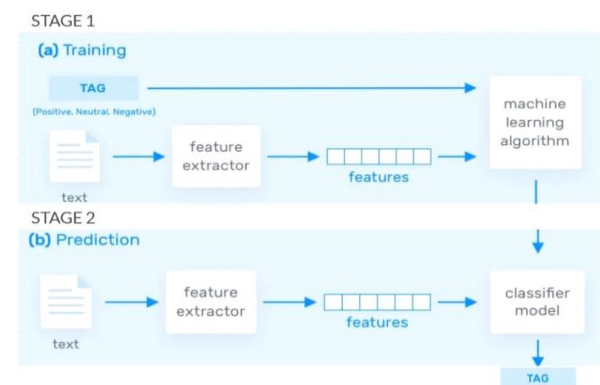 STAGE 1
(a) Training
TAG
(Positive, Neutral, Negative)
text
feature
extractor
features
machine
learning
algorithm
STAGE 2
(b) Prediction
text
feature
extractor
features
classifier
model
TAG